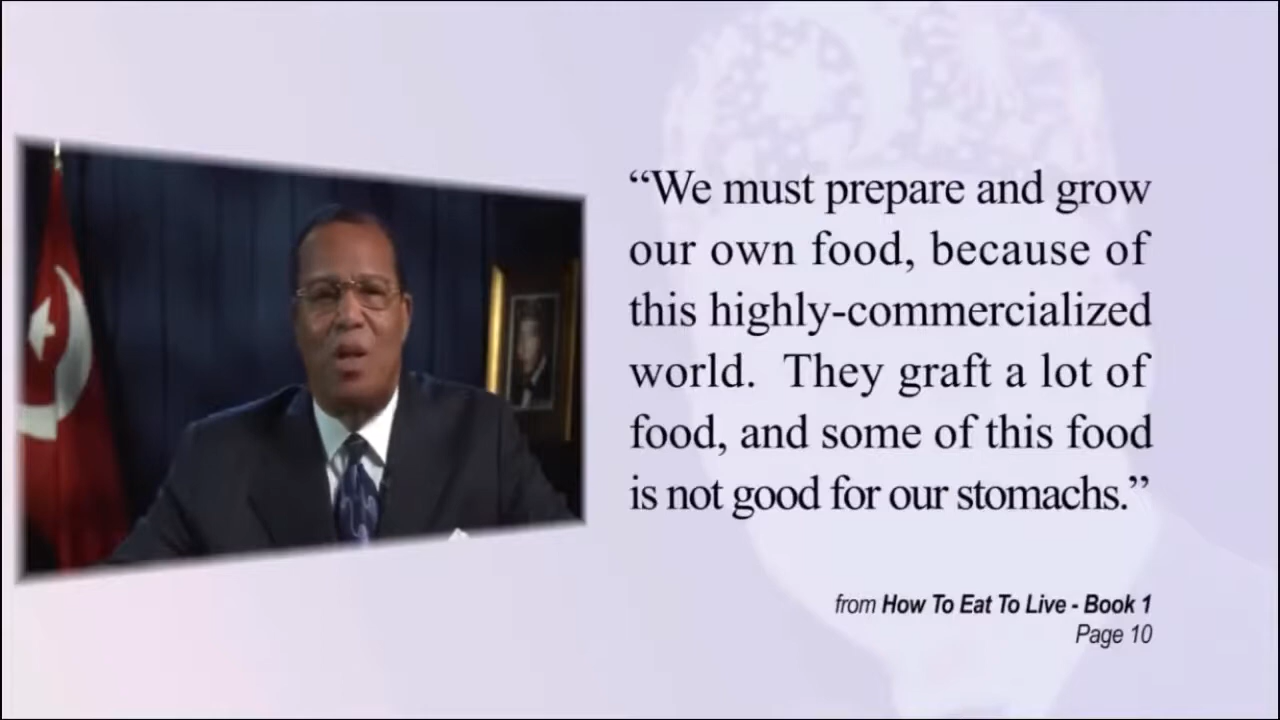 “We must prepare and grow
our own food, because of
this highly-commercialized
world.  They graft a lot of
food, and some of this food
is not good for our stomachs.”
from How To Eat To Live - Book 1
Page 10